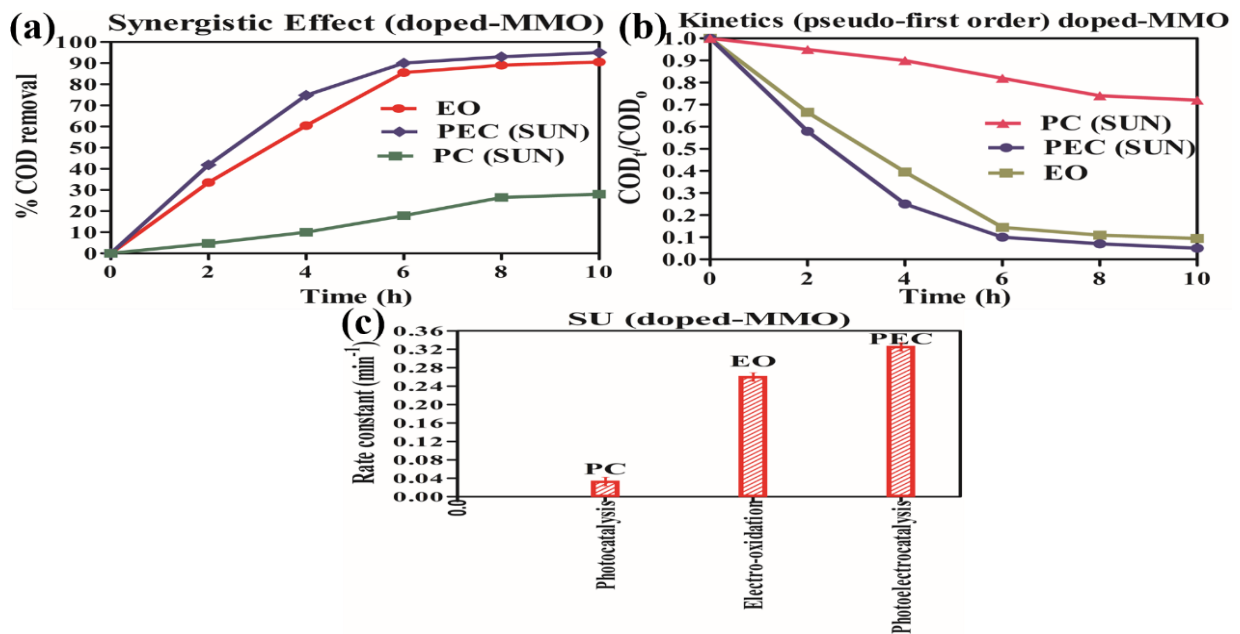 (a)
Synergistic Effect (doped-MMO)
100
90
80
70
60
50
40
30
20
10
0
% COD removal
EO
PEC (SUN)
PC (SUN)
0 2 4 6 8 10
Time (h)
(b)
Kinetics (pseudo-first order) doped-MMO
1.0
0.9
0.8
0.7
0.6
0.5
0.4
0.3
0.2
0.1
0.0
CODt/COD0
PC (SUN)
PEC (SUN)
EO
0 2 4 6 8 10
Time (h)
(c)
SU (doped-MMO)
0.36
0.32
0.28
0.24
0.20
0.16
0.12
0.08
0.04
0.00
Rate constant (min-1)
PC
EO
PEC
0.0
Photocatalysis
Electro-oxidation
Photoelectrocatalysis